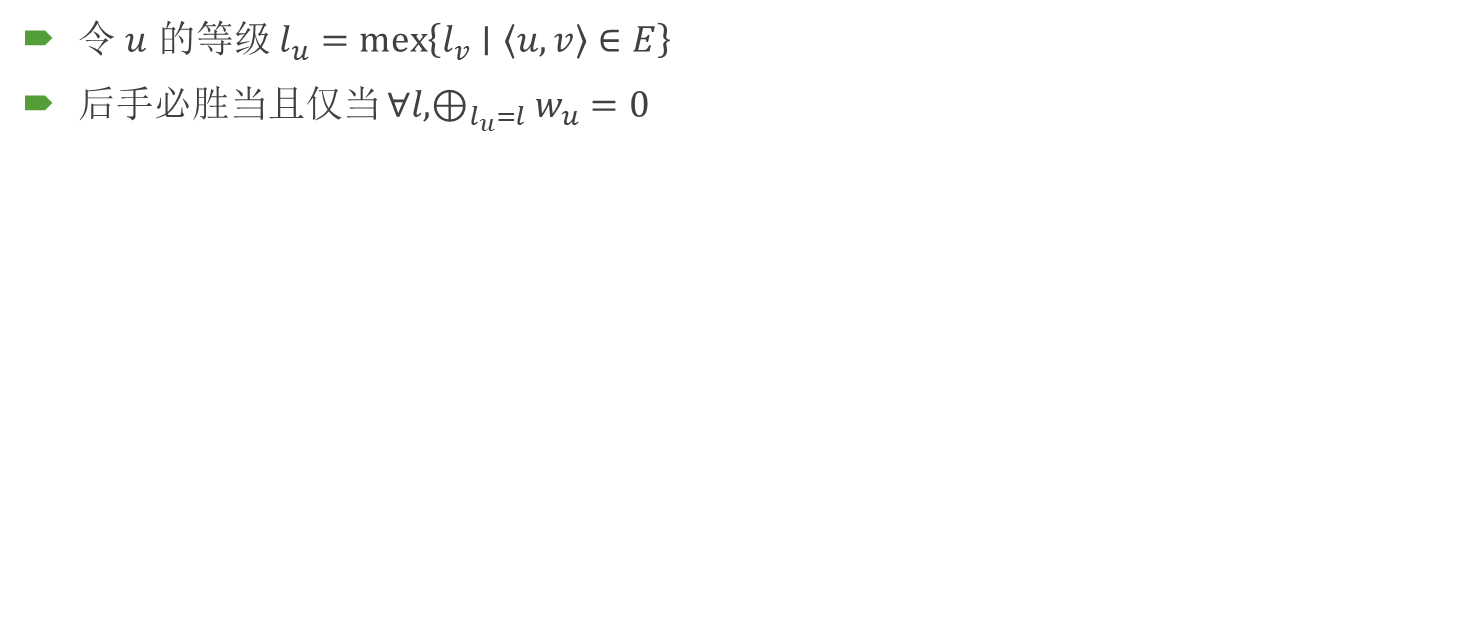 令 u 的等级 l_u = mex{l_v ∣ ⟨u, v⟩ ∈ E}
后手必胜当且仅当 ∀l, ⊕_{l_u=l} w_u = 0